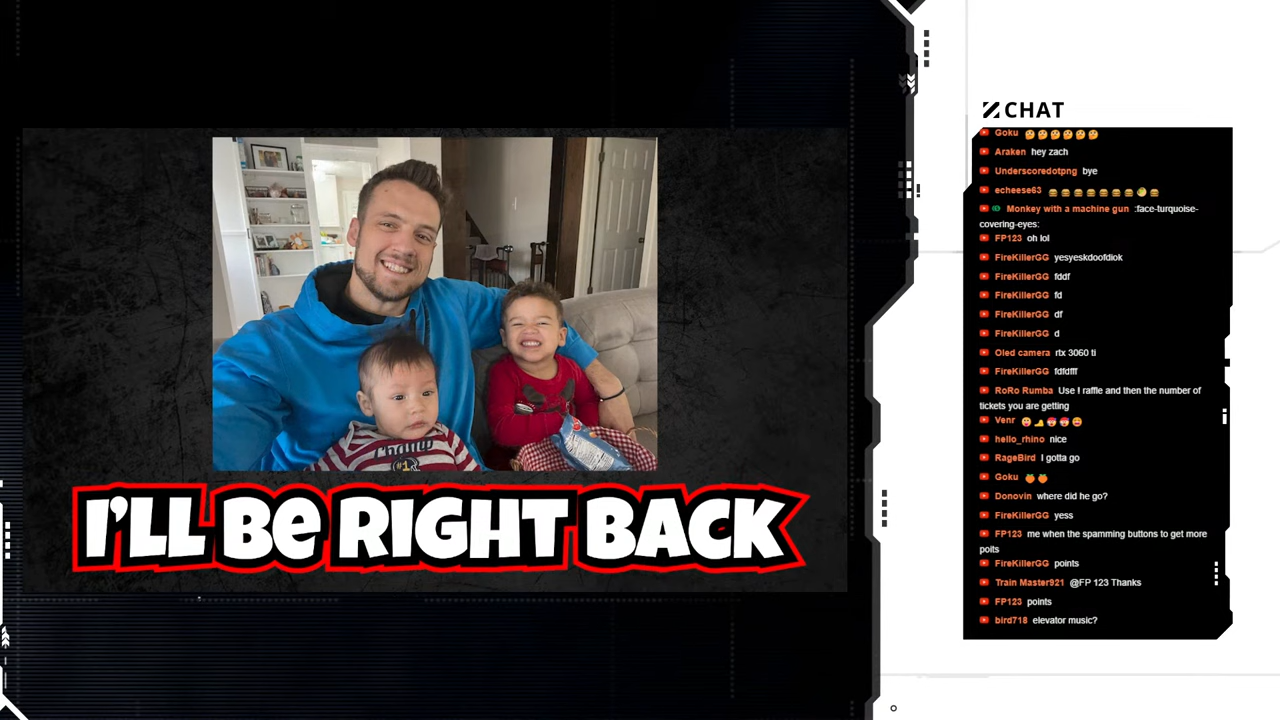 CHAT
Goku
Araken hey zach
Underscoredotpng bye
echeese63
Monkey with a machine gun :face-turquoise-
covering-eyes:
FP123 oh lol
FireKillerGG yesyeskdoofdiok
FireKillerGG fddf
FireKillerGG fd
FireKillerGG df
FireKillerGG d
Oled camera rtx 3060 ti
FireKillerGG fdfdfff
RoRo Rumba Use I raffle and then the number of
tickets you are getting
Venr
hello_rhino nice
RageBird I gotta go
Goku
Donovin where did he go?
FireKillerGG yess
FP123 me when the spamming buttons to get more
poits
FireKillerGG points
Train Master921 @FP 123 Thanks
FP123 points
bird718 elevator music?
I'LL Be RIGHT BACK